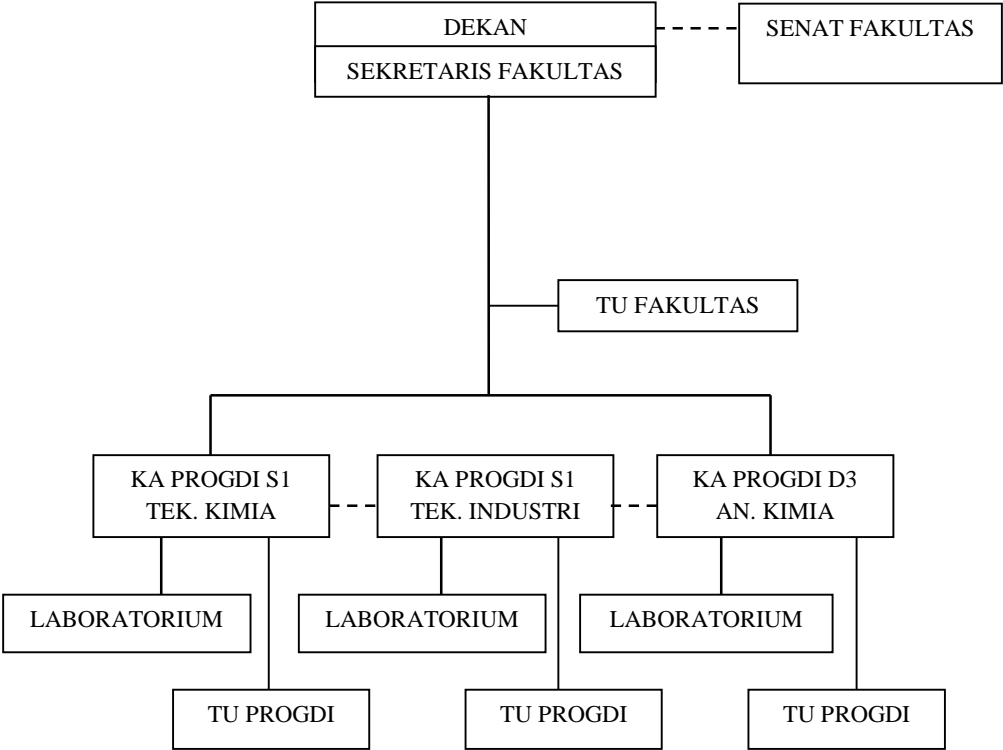 DEKAN
SENAT FAKULTAS
SEKRETARIS FAKULTAS
TU FAKULTAS
KA PROGDI S1
TEK. KIMIA
KA PROGDI S1
TEK. INDUSTRI
KA PROGDI D3
AN. KIMIA
LABORATORIUM
LABORATORIUM
LABORATORIUM
TU PROGDI
TU PROGDI
TU PROGDI